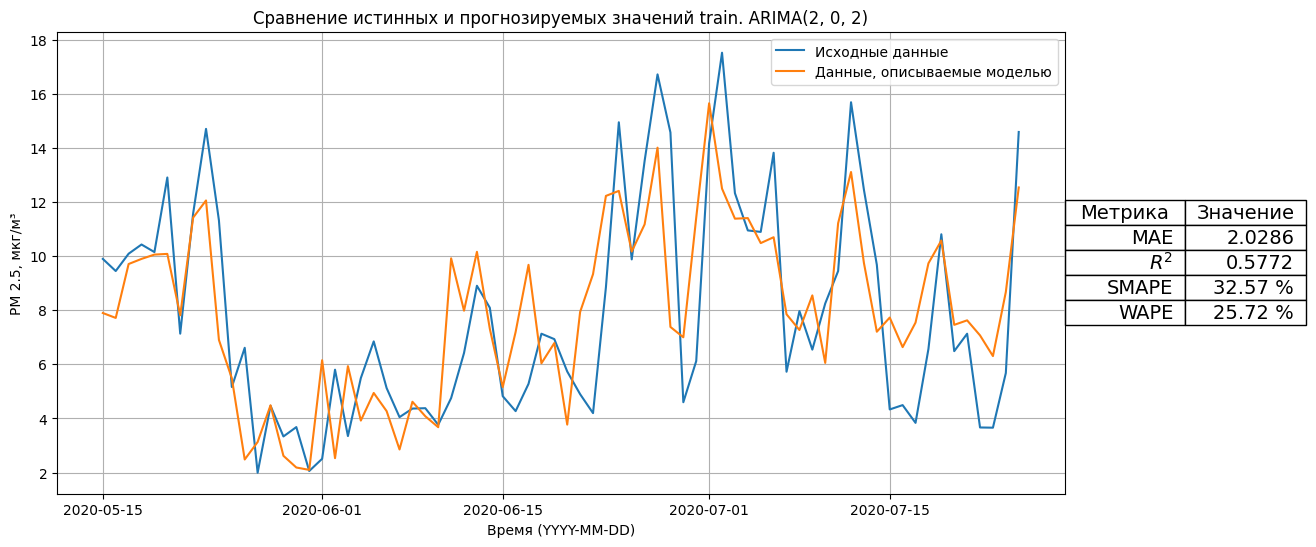 Сравнение истинных и прогнозируемых значений train. ARIMA(2, 0, 2)
18
16
14
12
10
8
6
4
2
PM 2.5, мкг/м³
Исходные данные
Данные, описываемые моделью
2020-05-15 2020-06-01 2020-06-15 2020-07-01 2020-07-15
Время (YYYY-MM-DD)
Метрика Значение
MAE 2.0286
R² 0.5772
SMAPE 32.57 %
WAPE 25.72 %